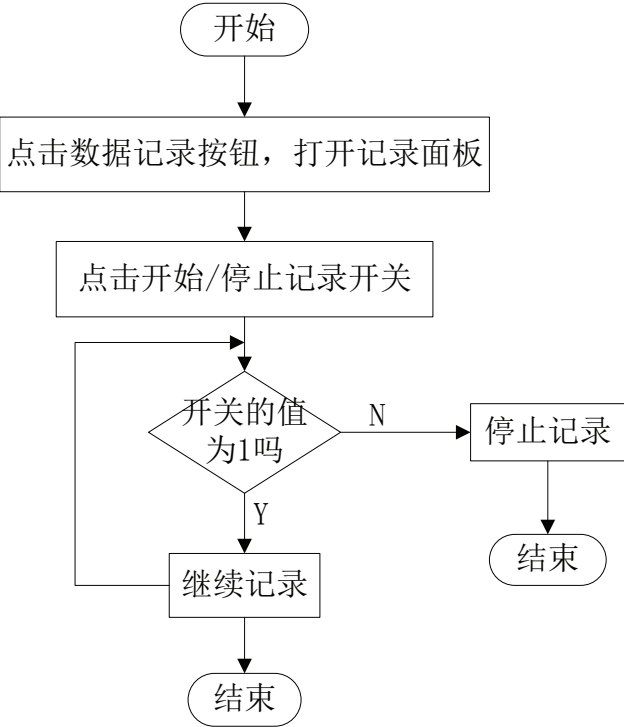 开始
点击数据记录按钮，打开记录面板
点击开始/停止记录开关
开关的值
为1吗
N
停止记录
Y
结束
继续记录
结束